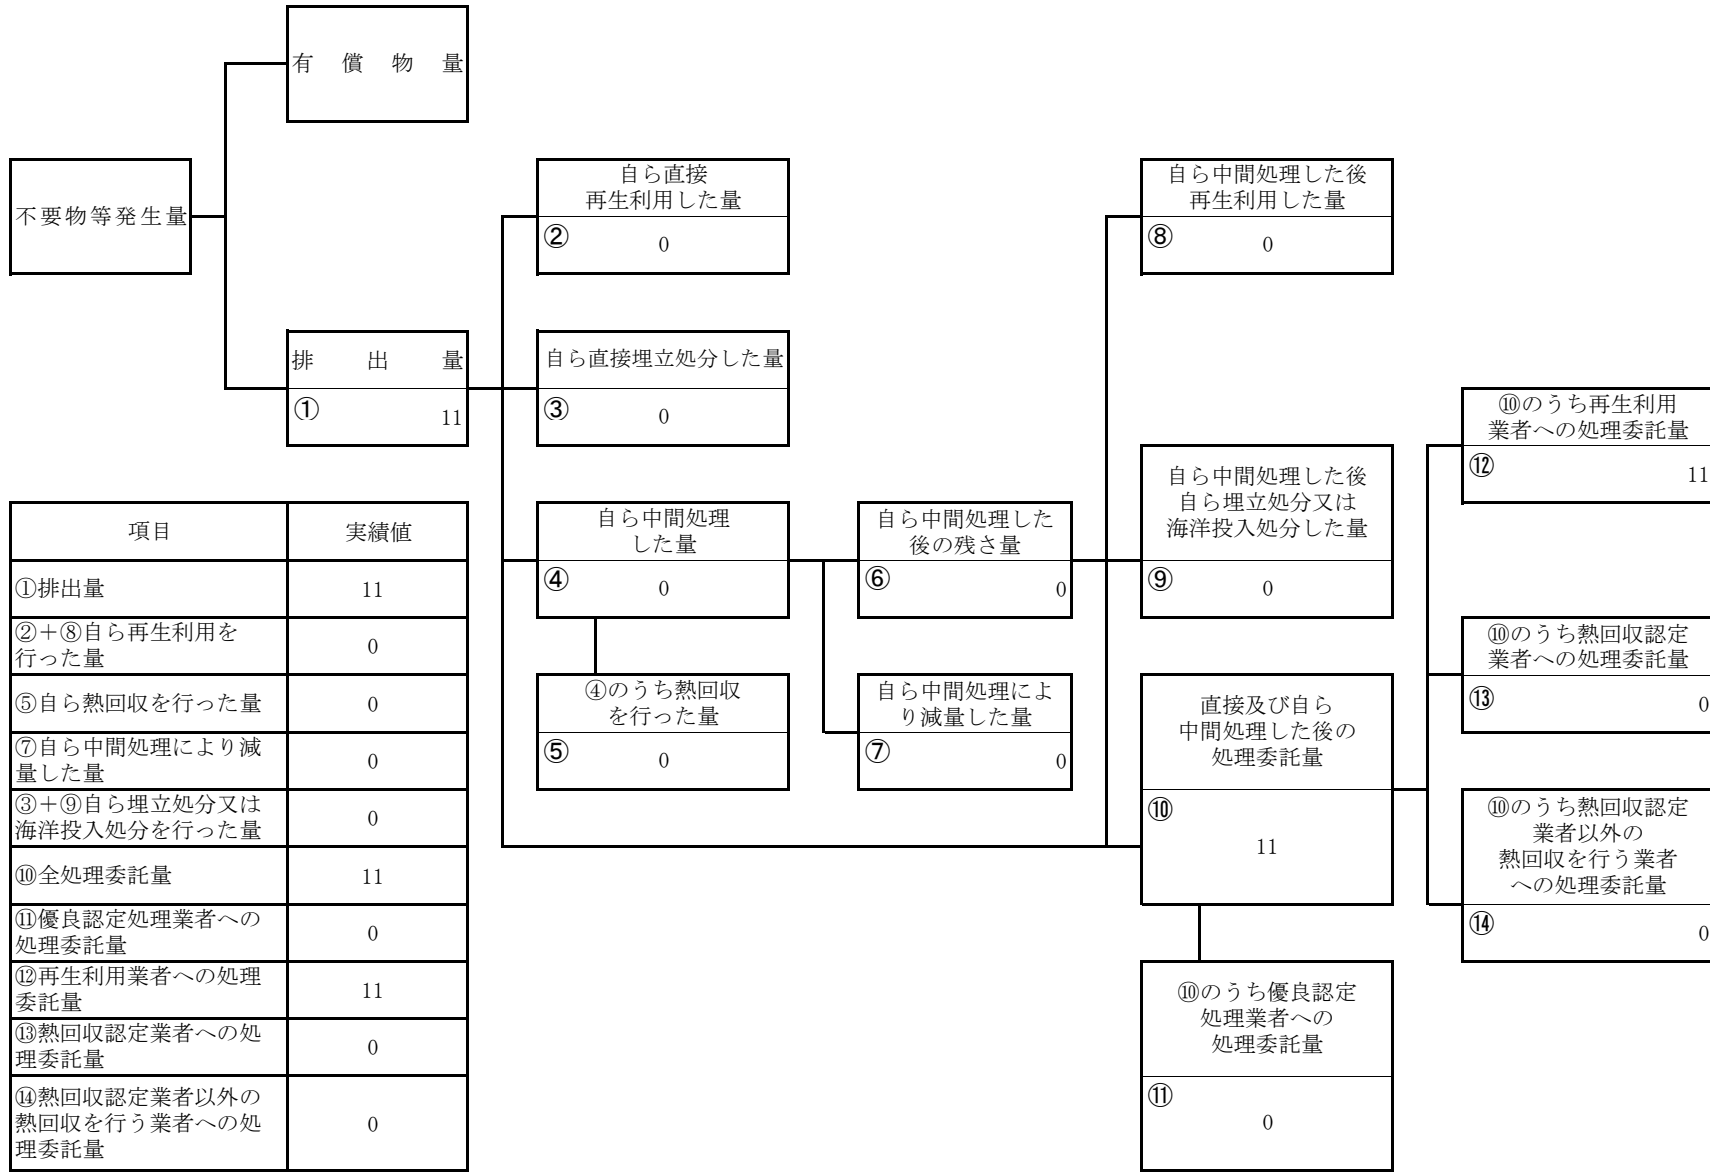 有償物量
不要物等発生量
排出量
①
11
自ら直接
再生利用した量
②
0
自ら直接埋立処分した量
③
0
自ら中間処理
した量
④
0
④のうち熱回収
を行った量
⑤
0
自ら中間処理した
後の残さ量
⑥
0
自ら中間処理によ
り減量した量
⑦
0
自ら中間処理した後
再生利用した量
⑧
0
自ら中間処理した後
自ら埋立処分又は
海洋投入処分した量
⑨
0
直接及び自ら
中間処理した後の
処理委託量
⑩
11
⑩のうち優良認定
処理業者への
処理委託量
⑪
0
⑩のうち再生利用
業者への処理委託量
⑫
11
⑩のうち熱回収認定
業者への処理委託量
⑬
0
⑩のうち熱回収認定
業者以外の
熱回収を行う業者
への処理委託量
⑭
0
項目 実績値
①排出量 11
②+⑧自ら再生利用を
行った量 0
⑤自ら熱回収を行った量 0
⑦自ら中間処理により減
量した量 0
③+⑨自ら埋立処分又は
海洋投入処分を行った量 0
⑩全処理委託量 11
⑪優良認定処理業者への
処理委託量 0
⑫再生利用業者への処理
委託量 11
⑬熱回収認定業者への処
理委託量 0
⑭熱回収認定業者以外の
熱回収を行う業者への処
理委託量 0